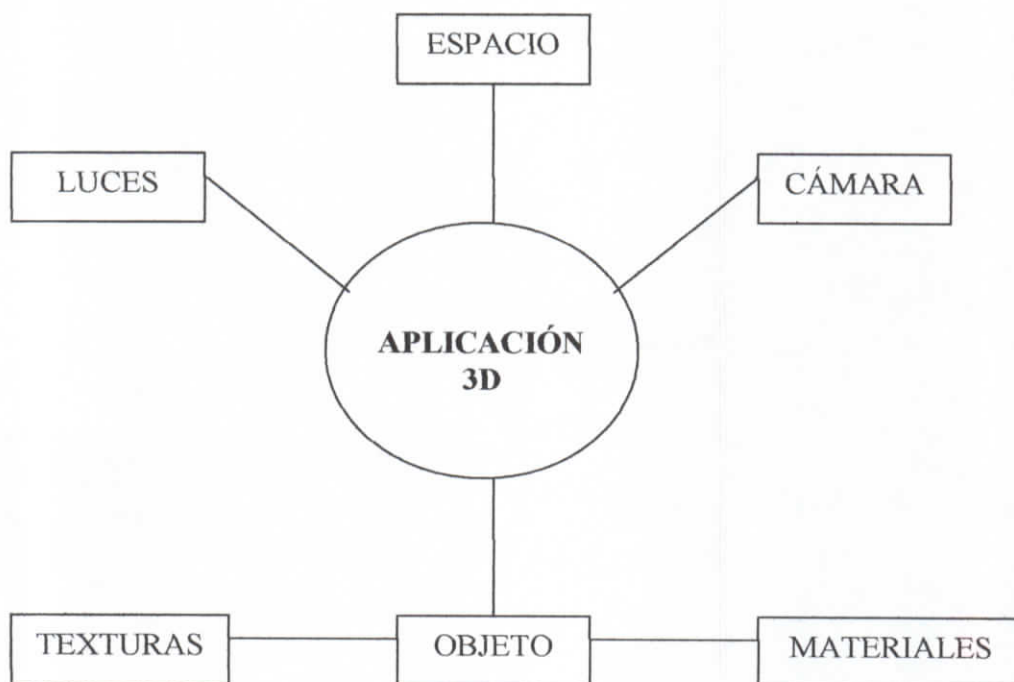 ESPACIO
LUCES
CÁMARA
APLICACIÓN
3D
TEXTURAS
OBJETO
MATERIALES